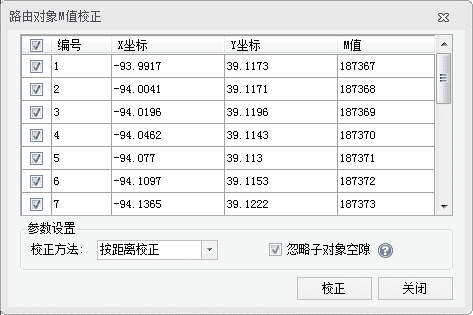 路由对象M值校正
编号 X坐标 Y坐标 M值
1 -93.9917 39.1173 187367
2 -94.0041 39.1171 187368
3 -94.0196 39.1196 187369
4 -94.0462 39.1143 187370
5 -94.077 39.113 187371
6 -94.1097 39.1153 187372
7 -94.1365 39.1222 187373
参数设置
校正方法: 按距离校正 忽略子对象空隙 ?
校正 关闭